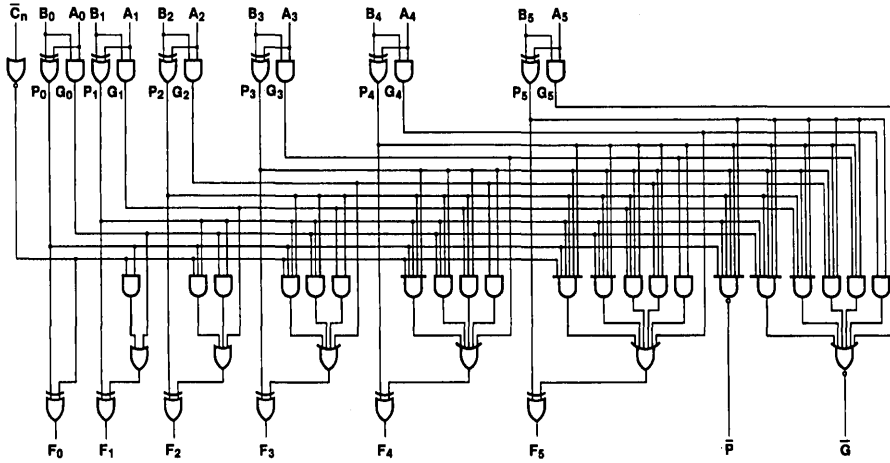 C̅n B0 A0 B1 A1 B2 A2 B3 A3 B4 A4 B5 A5
P0 G0 P1 G1 P2 G2 P3 G3 P4 G4 P5 G5
F0 F1 F2 F3 F4 F5 P̅ G̅